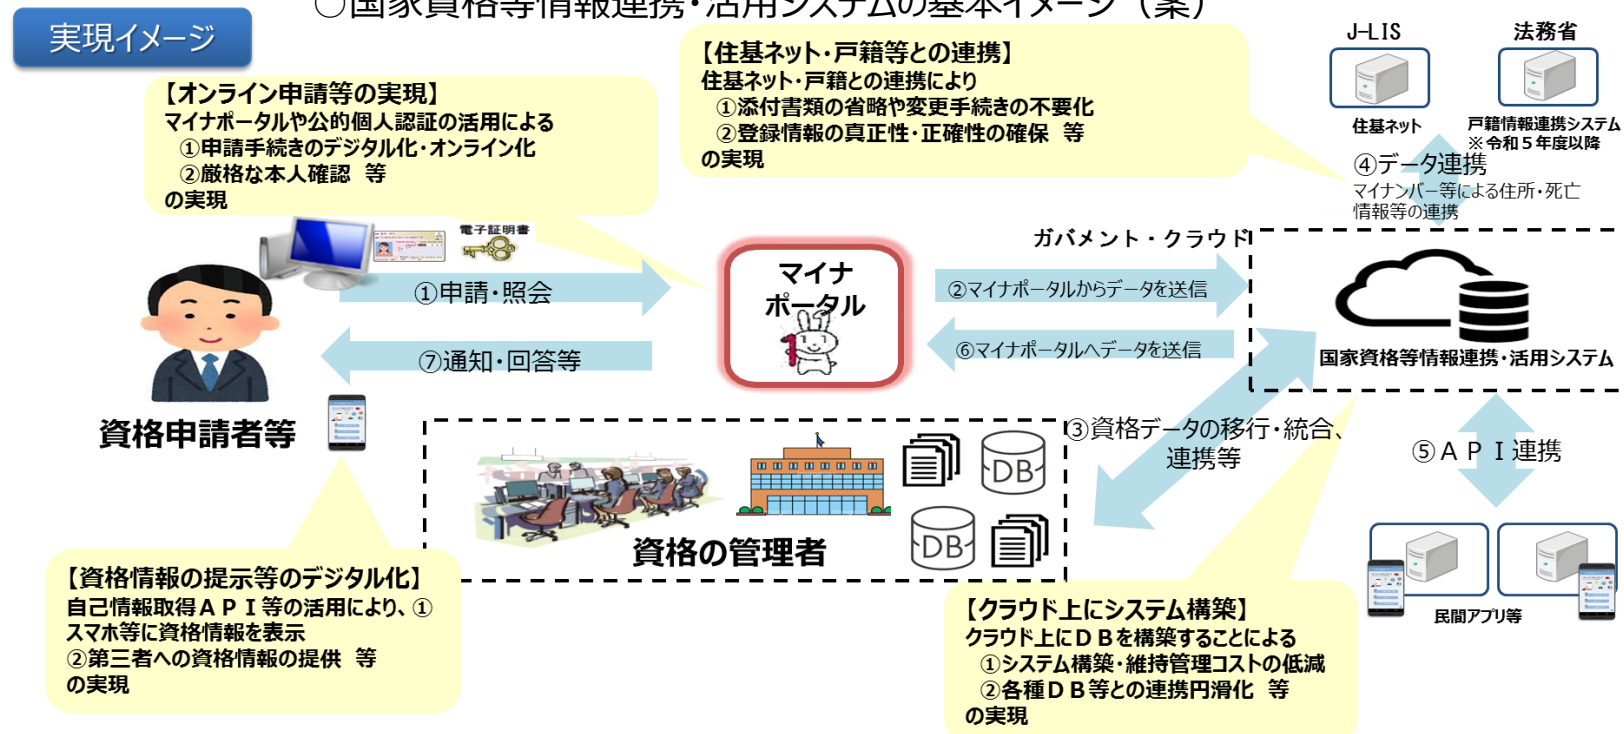 ○国家資格等情報連携・活用システムの基本イメージ（案）
実現イメージ
【オンライン申請等の実現】
マイナポータルや公的個人認証の活用による
①申請手続きのデジタル化・オンライン化
②厳格な本人確認 等
の実現
【住基ネット・戸籍等との連携】
住基ネット・戸籍との連携により
①添付書類の省略や変更手続きの不要化
②登録情報の真正性・正確性の確保 等
の実現
J-LIS
法務省
住基ネット
戸籍情報連携システム
※令和５年度以降
④データ連携
マイナンバー等による住所・死亡
情報等の連携
電子証明書
①申請・照会
⑦通知・回答等
マイナ
ポータル
1
ガバメント・クラウド
②マイナポータルからデータを送信
⑥マイナポータルへデータを送信
国家資格等情報連携・活用システム
資格申請者等
③資格データの移行・統合、
連携等
⑤ＡＰＩ連携
DB
DB
資格の管理者
【資格情報の提示等のデジタル化】
自己情報取得ＡＰＩ等の活用により、①
スマホ等に資格情報を表示
②第三者への資格情報の提供 等
の実現
【クラウド上にシステム構築】
クラウド上にＤＢを構築することによる
①システム構築・維持管理コストの低減
②各種ＤＢ等との連携円滑化 等
の実現
民間アプリ等